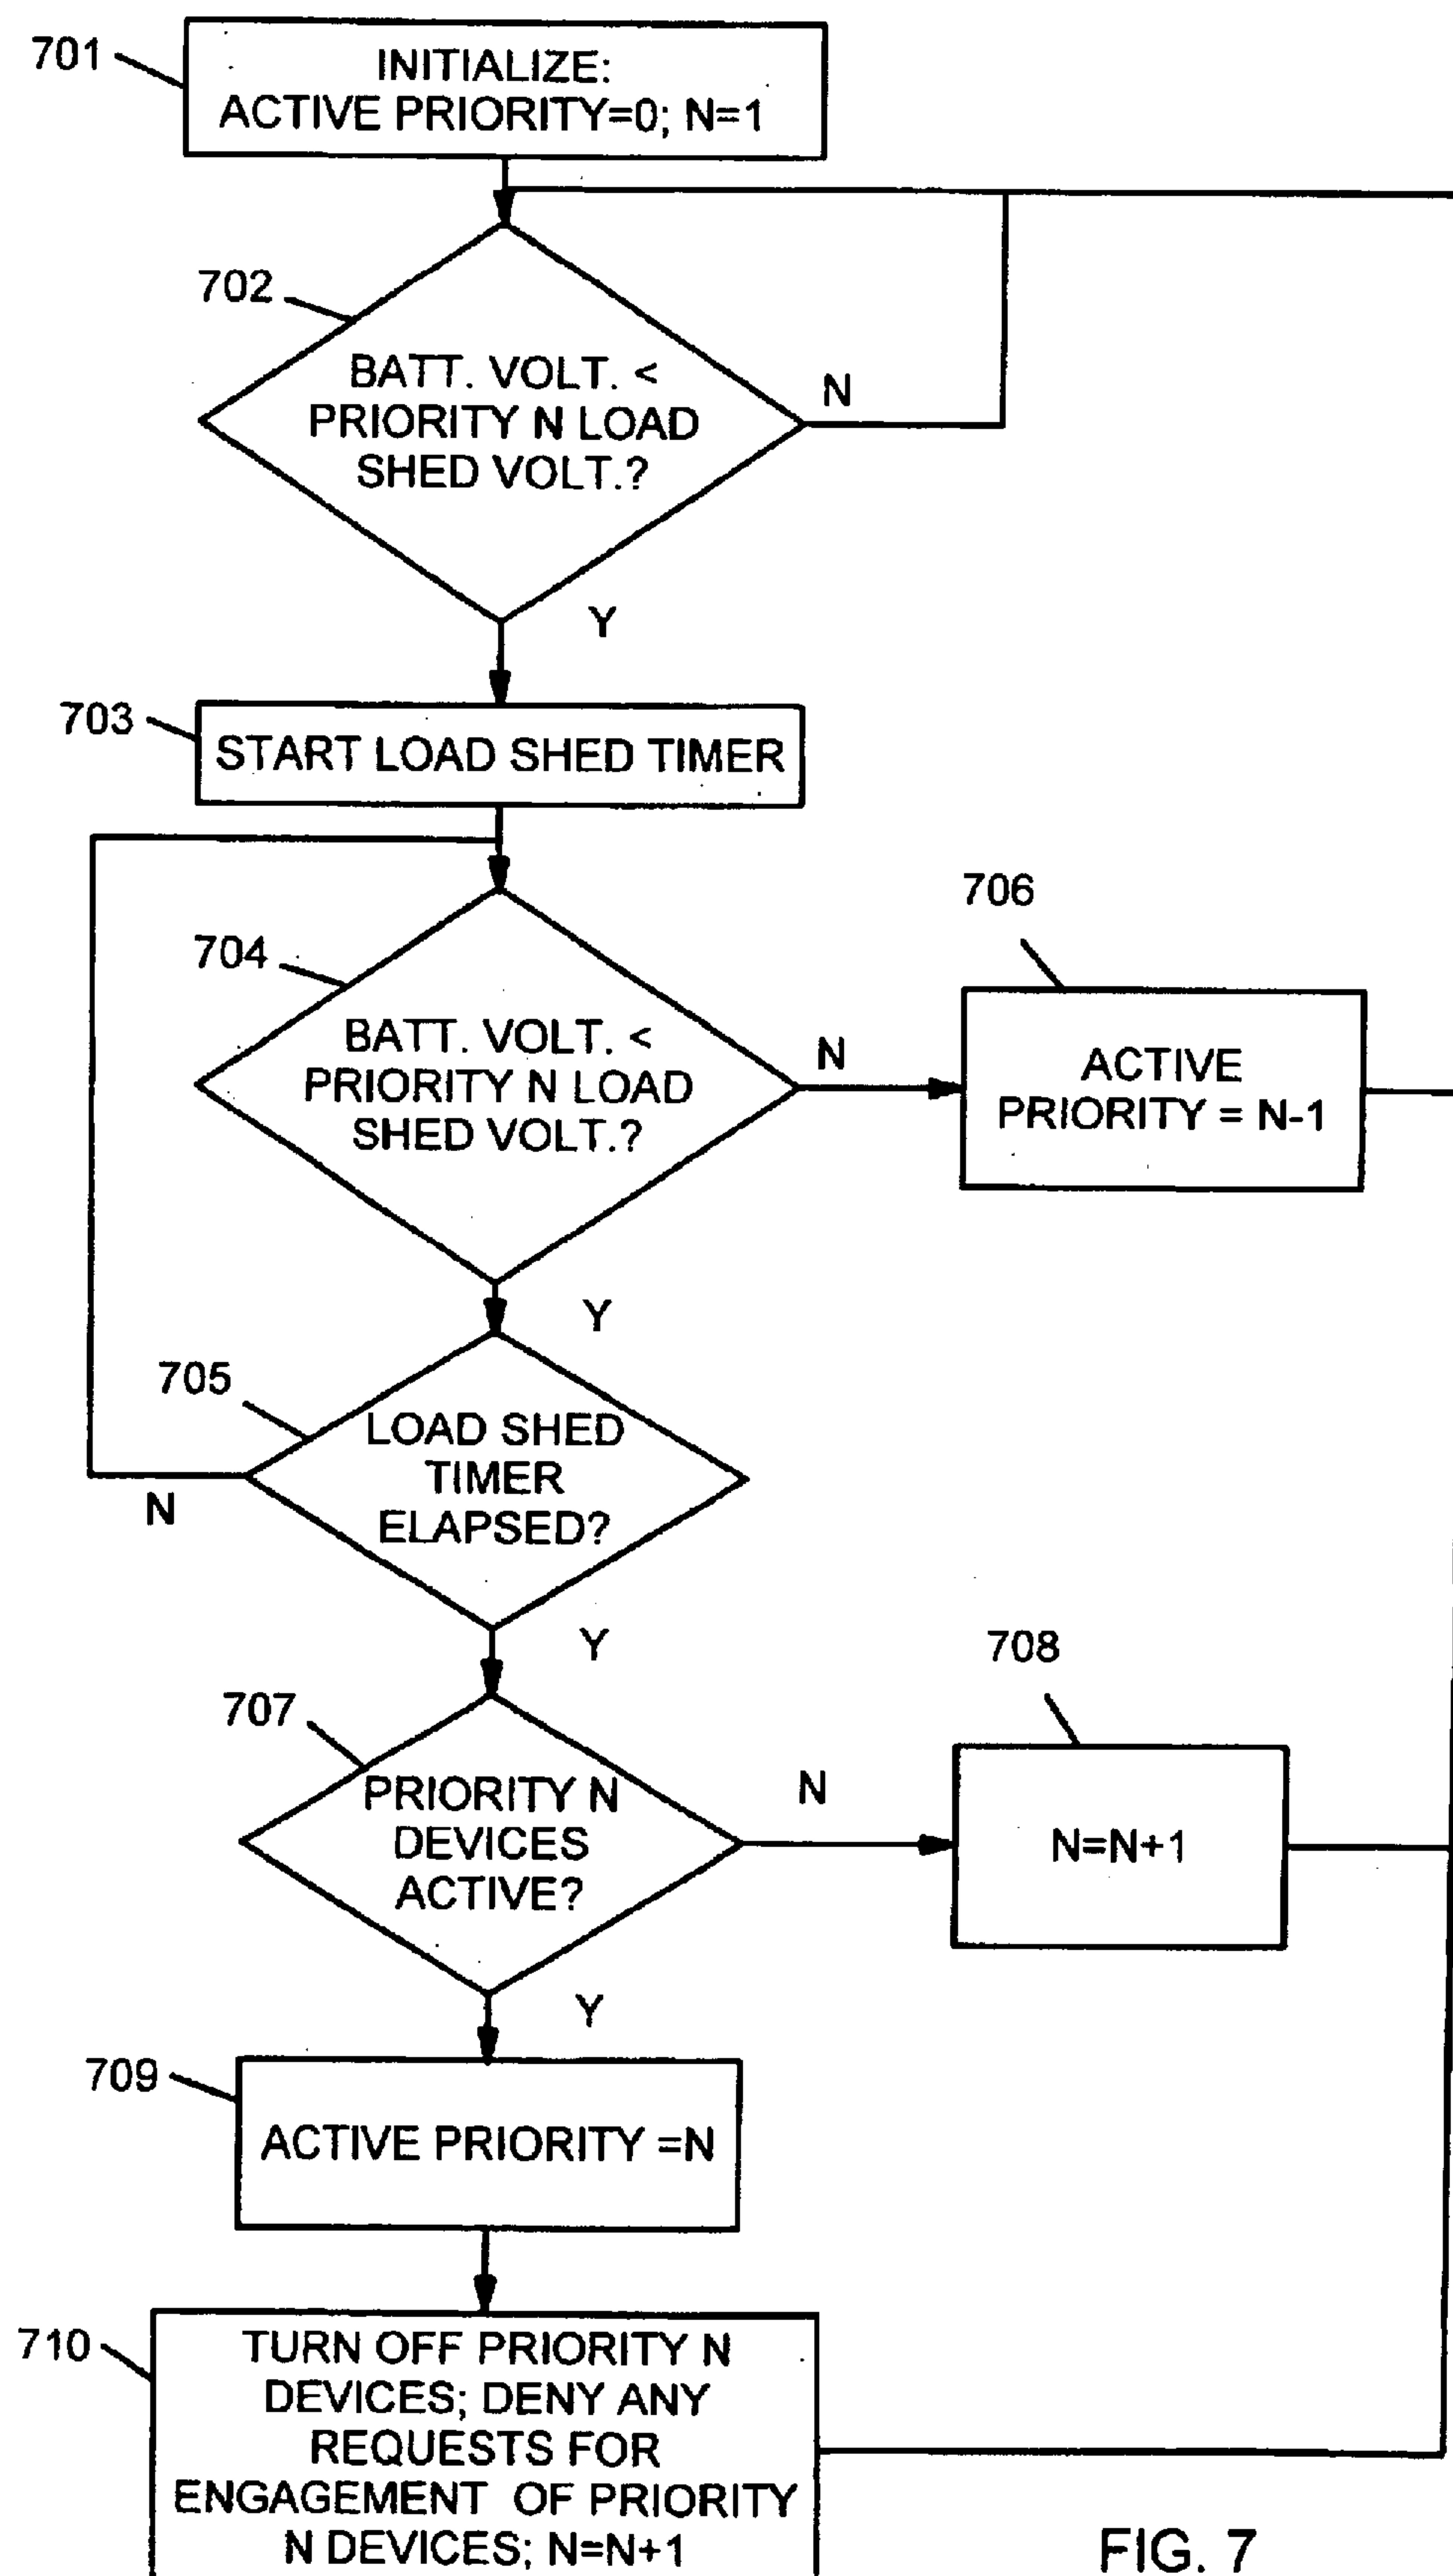 701
INITIALIZE:
ACTIVE PRIORITY=0; N=1
702
BATT. VOLT. <
PRIORITY N LOAD
SHED VOLT.?
N
Y
703
START LOAD SHED TIMER
704
BATT. VOLT. <
PRIORITY N LOAD
SHED VOLT.?
N
706
ACTIVE
PRIORITY = N-1
Y
705
LOAD SHED
TIMER
ELAPSED?
N
Y
707
PRIORITY N
DEVICES
ACTIVE?
N
708
N=N+1
Y
709
ACTIVE PRIORITY =N
710
TURN OFF PRIORITY N
DEVICES; DENY ANY
REQUESTS FOR
ENGAGEMENT OF PRIORITY
N DEVICES; N=N+1
FIG. 7